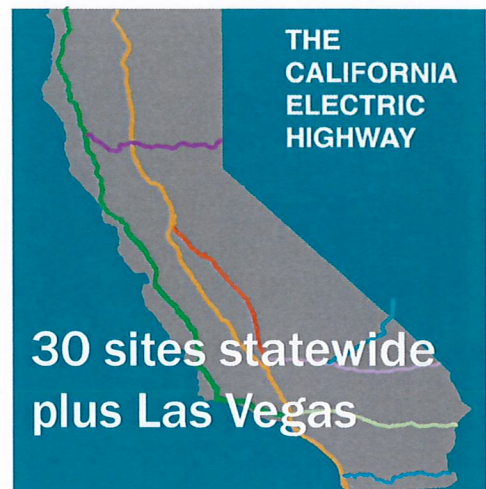 THE
CALIFORNIA
ELECTRIC
HIGHWAY
30 sites statewide
plus Las Vegas